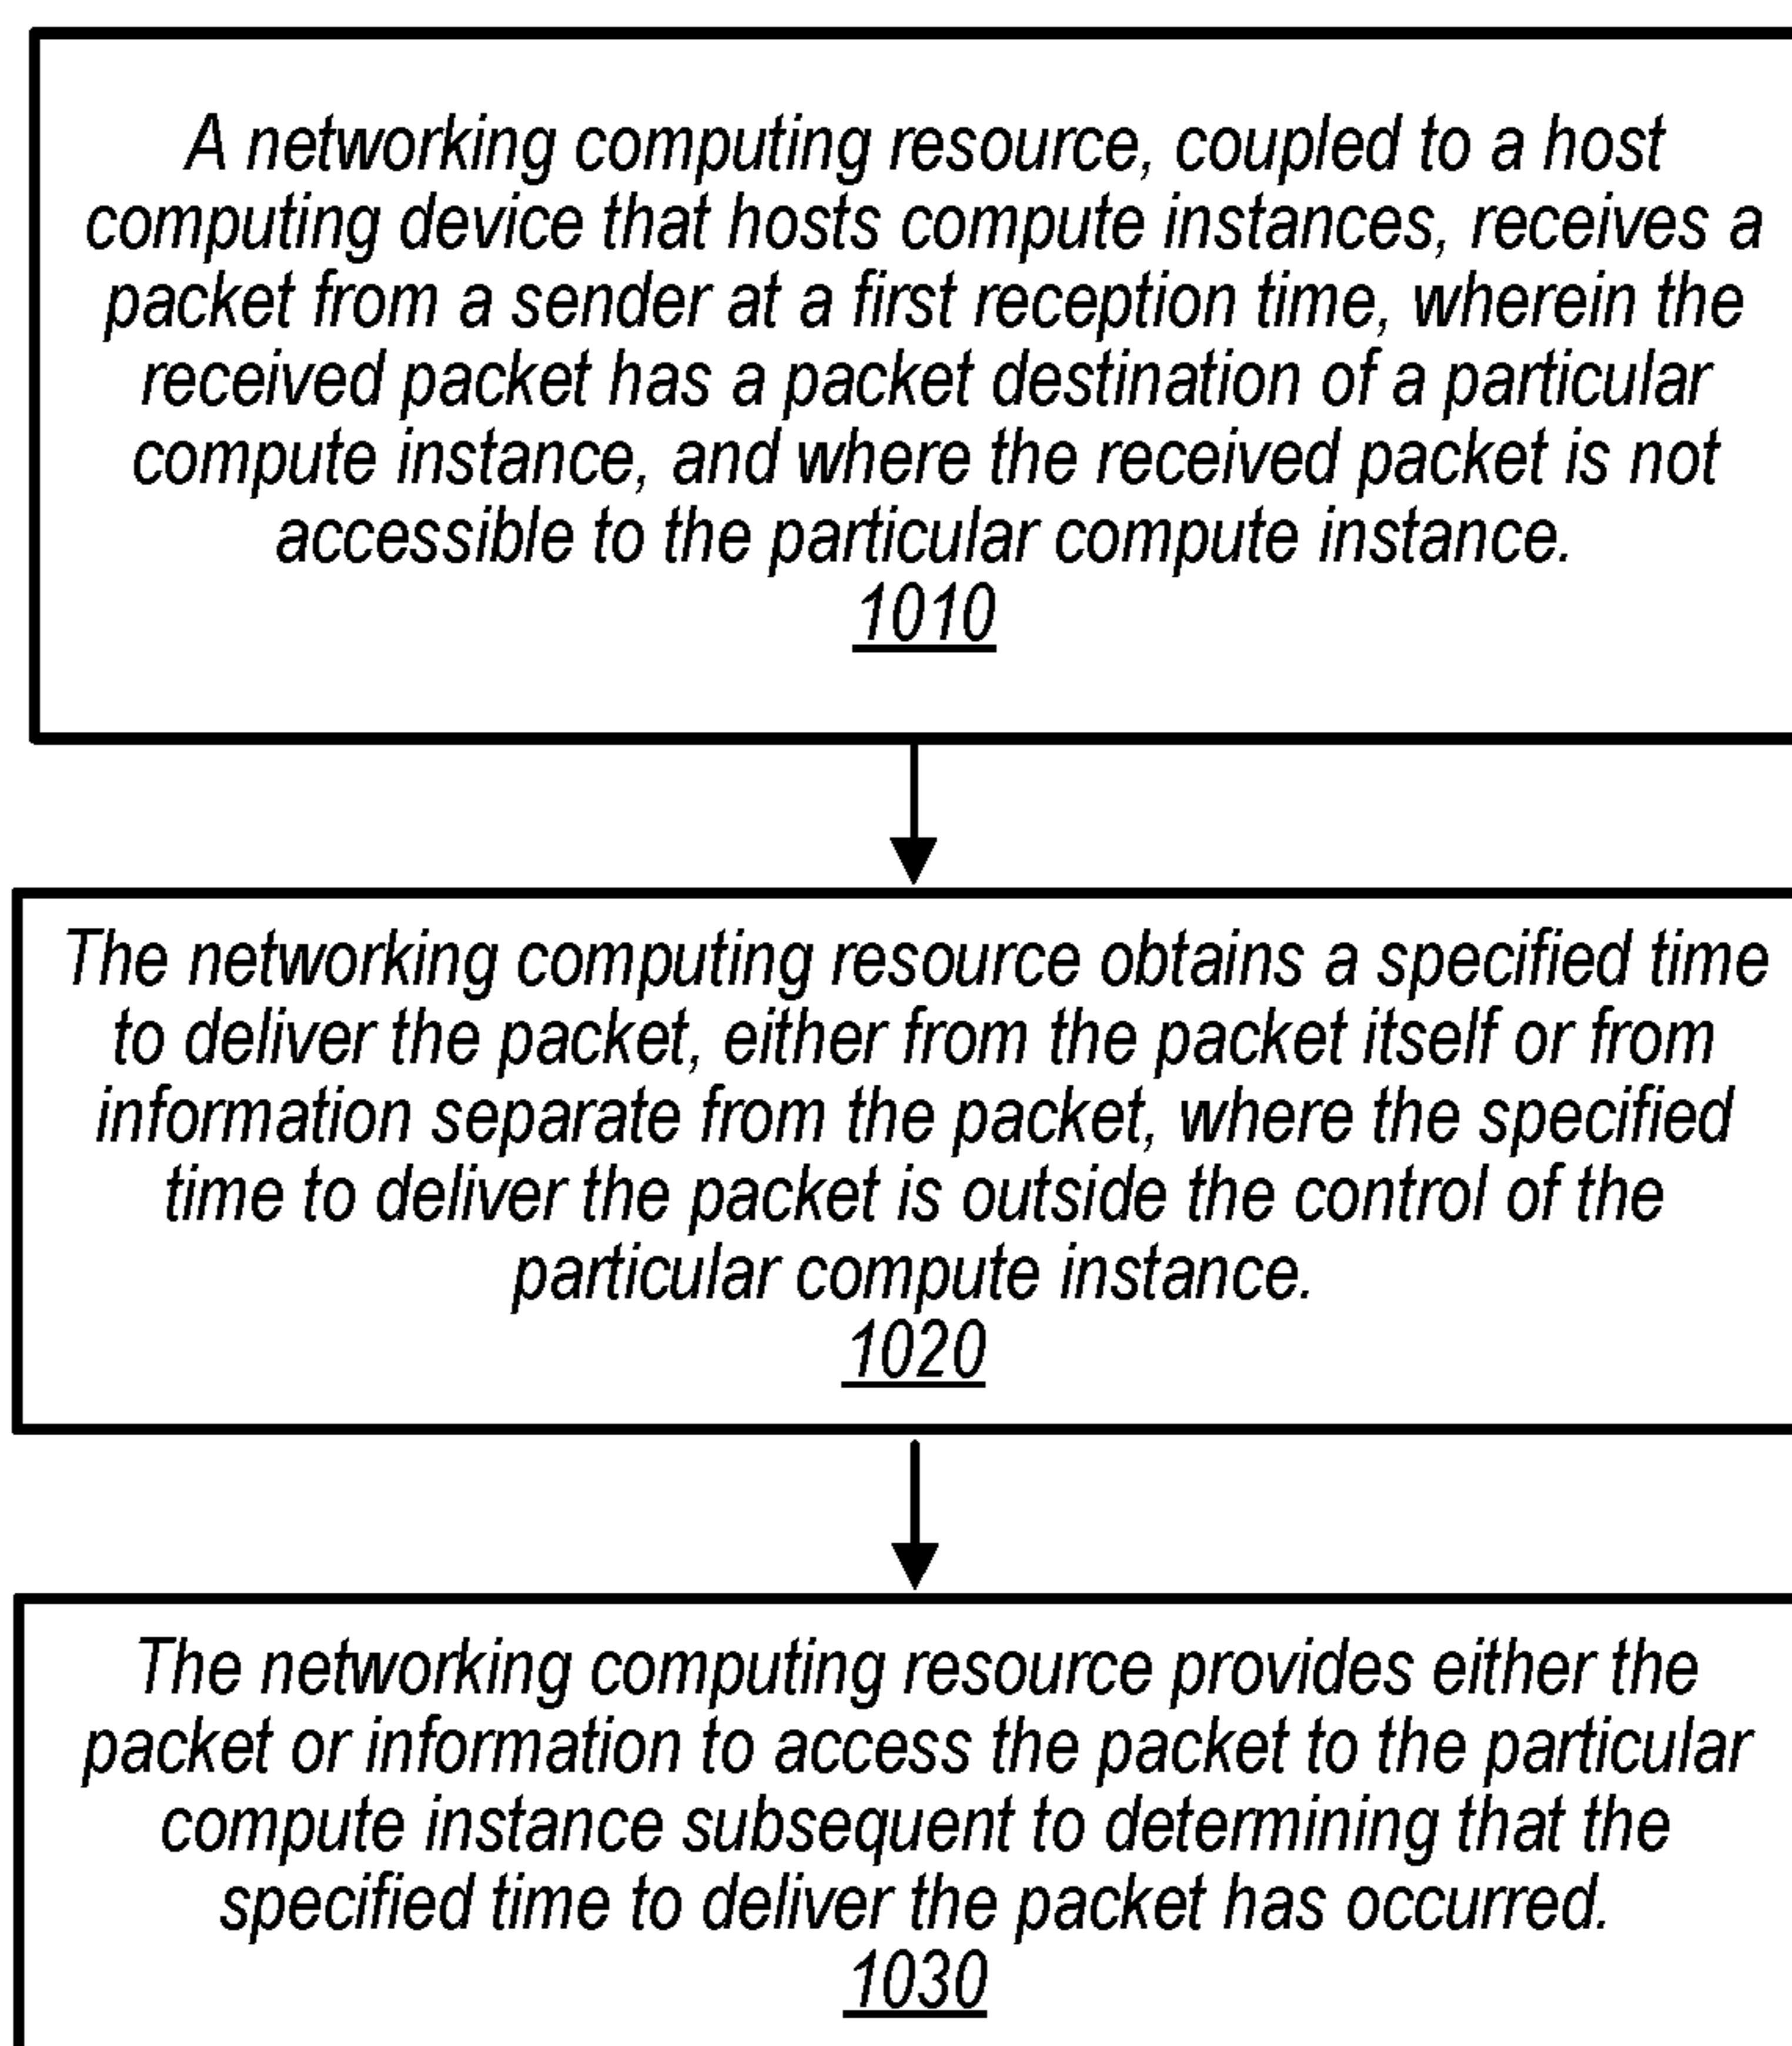 A networking computing resource, coupled to a host
computing device that hosts compute instances, receives a
packet from a sender at a first reception time, wherein the
received packet has a packet destination of a particular
compute instance, and where the received packet is not
accessible to the particular compute instance.
1010
The networking computing resource obtains a specified time
to deliver the packet, either from the packet itself or from
information separate from the packet, where the specified
time to deliver the packet is outside the control of the
particular compute instance.
1020
The networking computing resource provides either the
packet or information to access the packet to the particular
compute instance subsequent to determining that the
specified time to deliver the packet has occurred.
1030